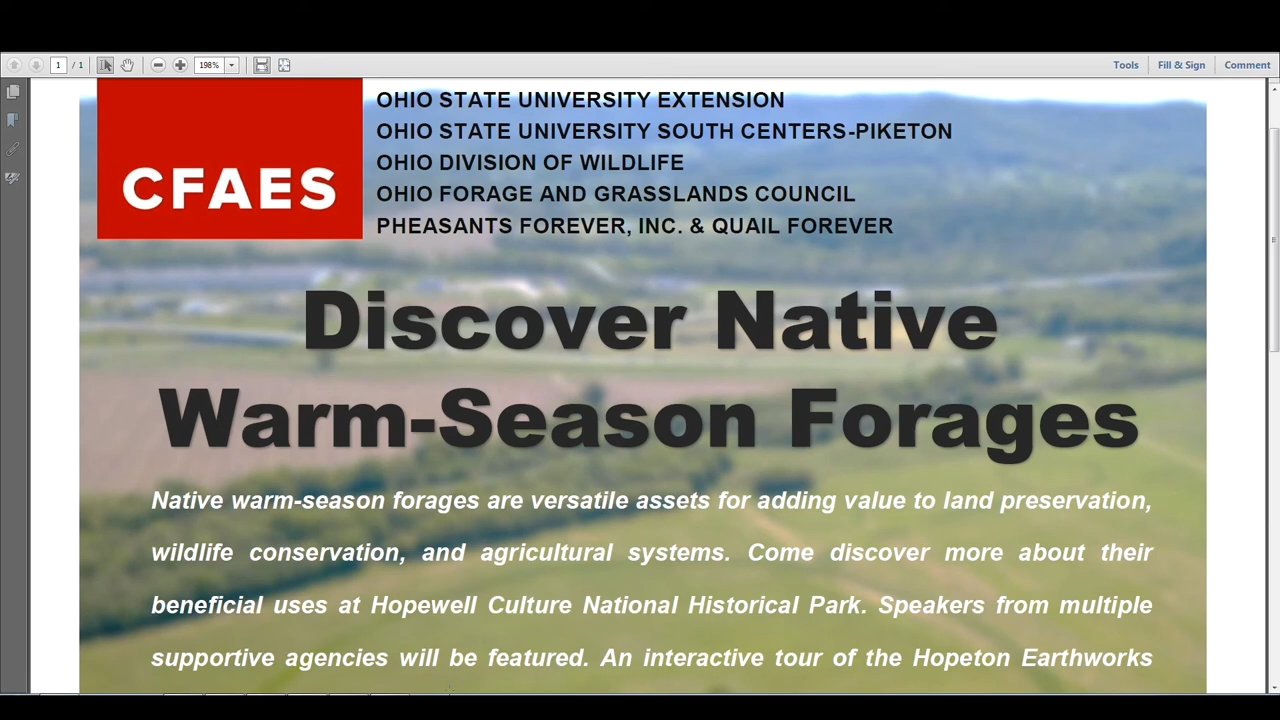 1 / 1 198% Tools Fill & Sign Comment
CFAES
OHIO STATE UNIVERSITY EXTENSION
OHIO STATE UNIVERSITY SOUTH CENTERS-PIKETON
OHIO DIVISION OF WILDLIFE
OHIO FORAGE AND GRASSLANDS COUNCIL
PHEASANTS FOREVER, INC. & QUAIL FOREVER
Discover Native
Warm-Season Forages
Native warm-season forages are versatile assets for adding value to land preservation,
wildlife conservation, and agricultural systems. Come discover more about their
beneficial uses at Hopewell Culture National Historical Park. Speakers from multiple
supportive agencies will be featured. An interactive tour of the Hopeton Earthworks